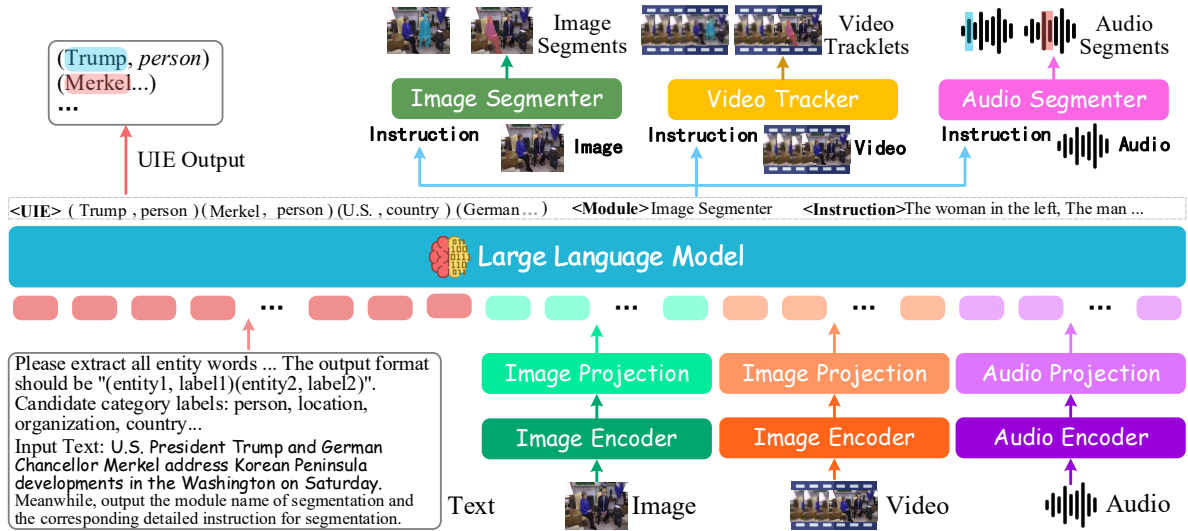 (Trump, person)
(Merkel...)
...
UIE Output
Image
Segments
Video
Tracklets
Audio
Segments
Image Segmenter
Video Tracker
Audio Segmenter
Instruction
Image
Instruction
Video
Instruction
Audio
<UIE> ( Trump , person ) ( Merkel , person ) (U.S. , country ) (German ... ) <Module> Image Segmenter <Instruction>The woman in the left, The man ...
Large Language Model
...
...
...
...
Please extract all entity words ... The output format
should be "(entity1, label1)(entity2, label2)".
Candidate category labels: person, location,
organization, country...
Input Text: U.S. President Trump and German
Chancellor Merkel address Korean Peninsula
developments in the Washington on Saturday.
Meanwhile, output the module name of segmentation and
the corresponding detailed instruction for segmentation.
Text
Image Projection
Image Projection
Audio Projection
Image Encoder
Image Encoder
Audio Encoder
Image
Video
Audio